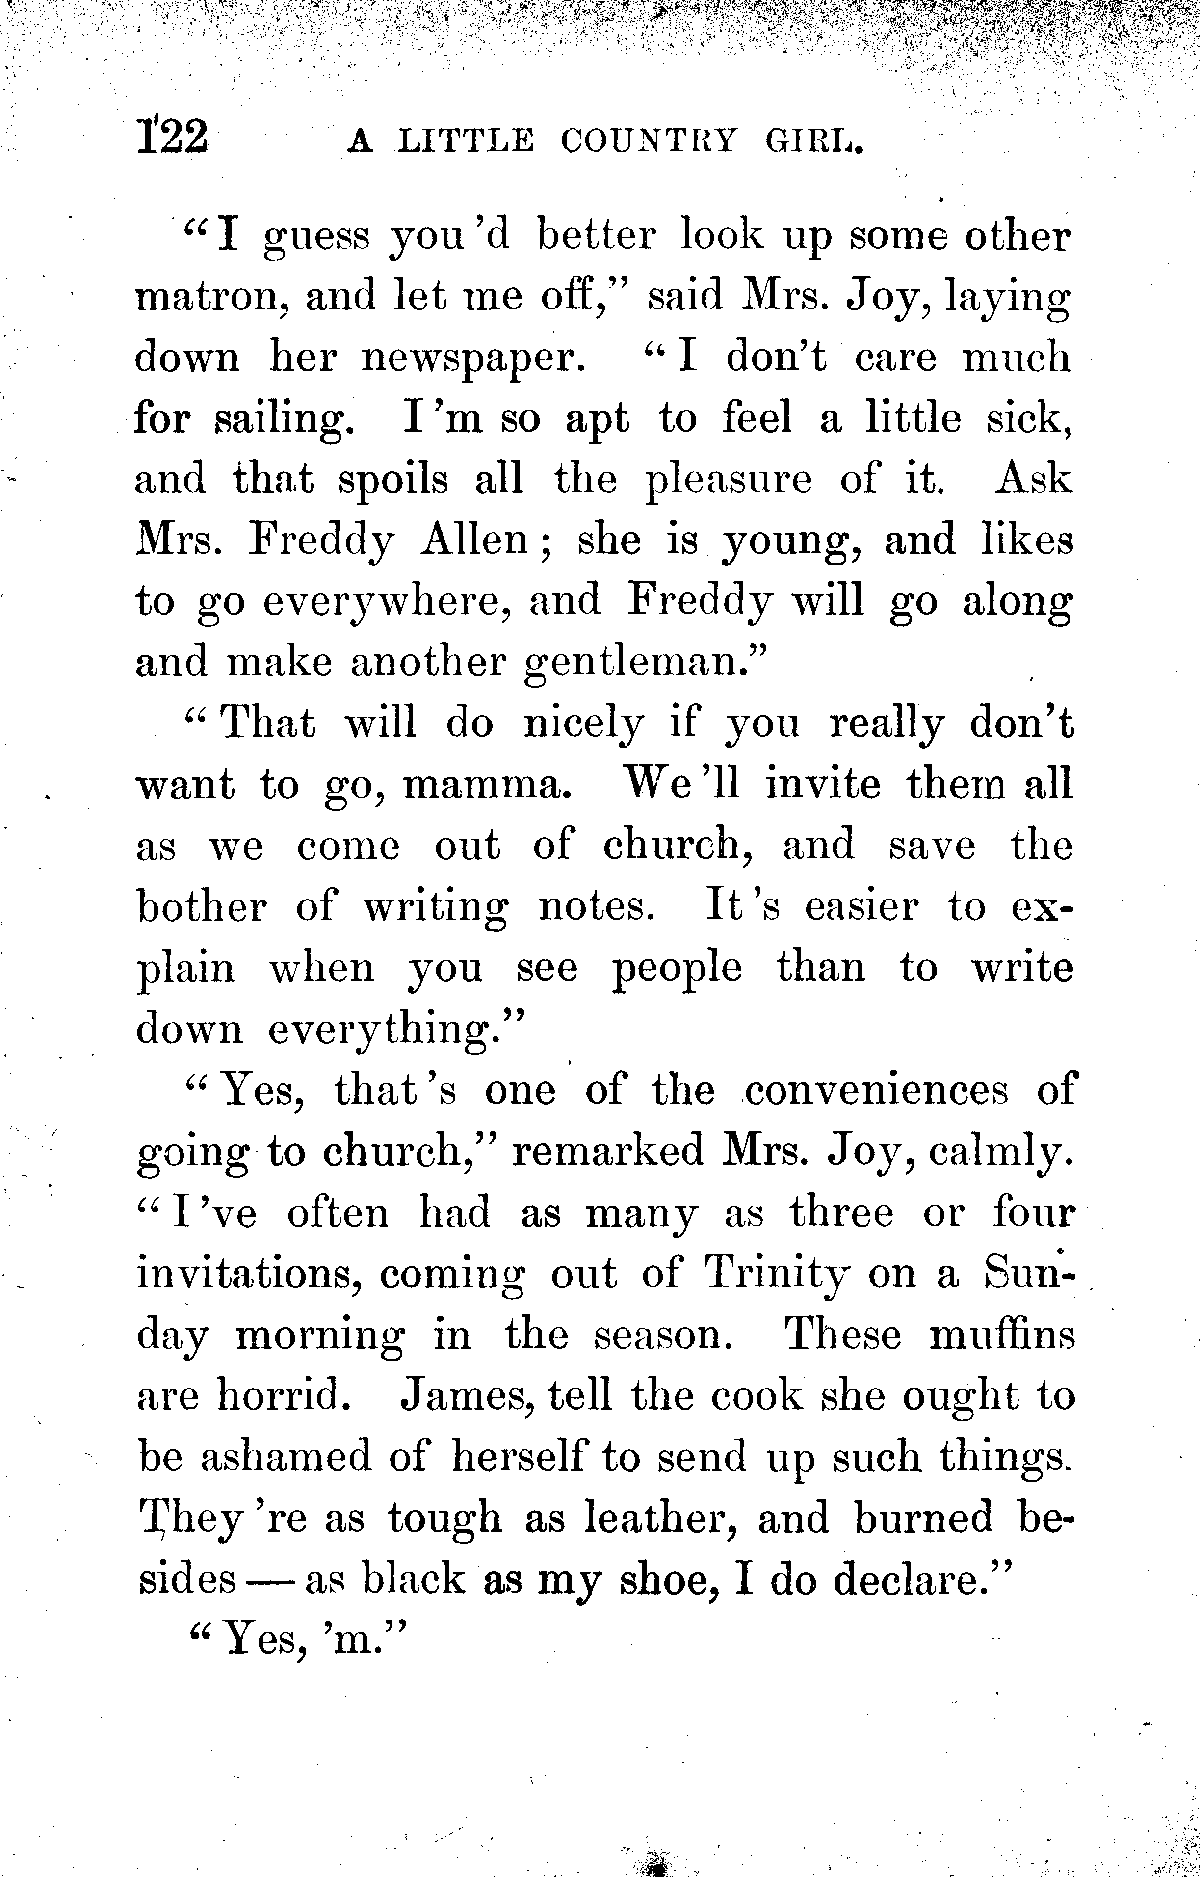 122 A LITTLE COUNTRY GIRL.
“I guess you 'd better look up some other
matron, and let me off,” said Mrs. Joy, laying
down her newspaper. “I don't care much
for sailing. I 'm so apt to feel a little sick,
and that spoils all the pleasure of it. Ask
Mrs. Freddy Allen; she is young, and likes
to go everywhere, and Freddy will go along
and make another gentleman.”
“That will do nicely if you really don't
want to go, mamma. We 'll invite them all
as we come out of church, and save the
bother of writing notes. It 's easier to ex-
plain when you see people than to write
down everything.”
“Yes, that 's one of the conveniences of
going to church,” remarked Mrs. Joy, calmly.
“I 've often had as many as three or four
invitations, coming out of Trinity on a Sun-
day morning in the season. These muffins
are horrid. James, tell the cook she ought to
be ashamed of herself to send up such things.
They 're as tough as leather, and burned be-
sides — as black as my shoe, I do declare.”
“Yes, 'm.”